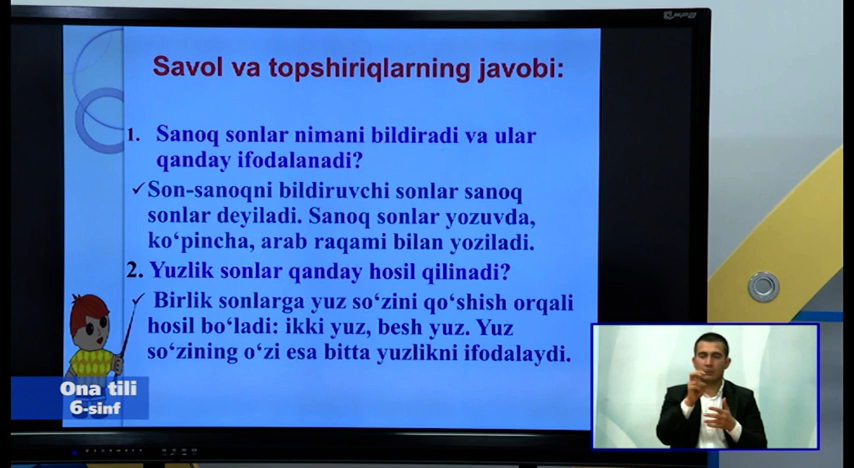 Savol va topshiriqlarning javobi:
1. Sanoq sonlar nimani bildiradi va ular
qanday ifodalanadi?
✓Son-sanoqni bildiruvchi sonlar sanoq
sonlar deyiladi. Sanoq sonlar yozuvda,
ko‘pincha, arab raqami bilan yoziladi.
2. Yuzlik sonlar qanday hosil qilinadi?
✓ Birlik sonlarga yuz so‘zini qo‘shish orqali
hosil bo‘ladi: ikki yuz, besh yuz. Yuz
so‘zining o‘zi esa bitta yuzlikni ifodalaydi.
Ona tili
6-sinf